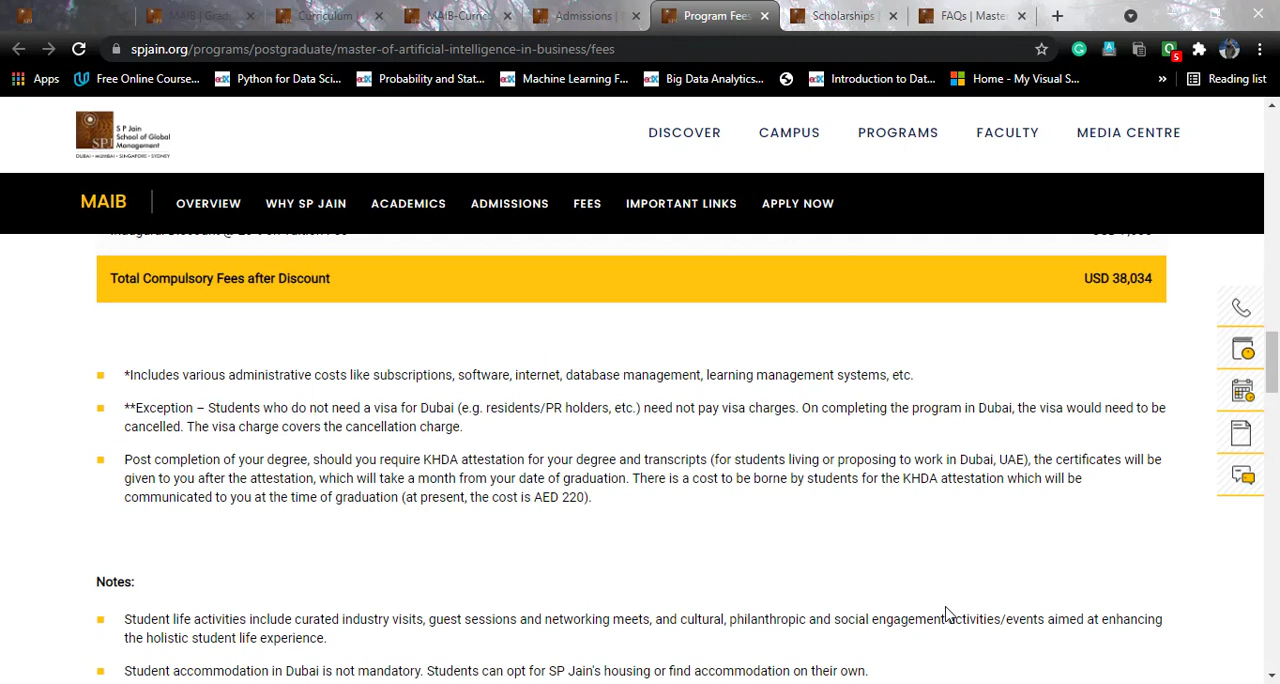 MAIB | Grad
Curriculum |
MAIB-Curric
Admissions |
Program Fee
Scholarships
FAQs | Maste
spjain.org/programs/postgraduate/master-of-artificial-intelligence-in-business/fees
5
Apps
Free Online Course...
edX
Python for Data Sci...
edX
Probability and Stat...
edX
Machine Learning F...
edX
Big Data Analytics...
edX
Introduction to Dat...
Home - My Visual S...
»
Reading list
SPJ
S P Jain
School of Global
Management
DUBAI • MUMBAI • SINGAPORE • SYDNEY
DISCOVER
CAMPUS
PROGRAMS
FACULTY
MEDIA CENTRE
MAIB
OVERVIEW
WHY SP JAIN
ACADEMICS
ADMISSIONS
FEES
IMPORTANT LINKS
APPLY NOW
Total Compulsory Fees after Discount
USD 38,034
*Includes various administrative costs like subscriptions, software, internet, database management, learning management systems, etc.
**Exception – Students who do not need a visa for Dubai (e.g. residents/PR holders, etc.) need not pay visa charges. On completing the program in Dubai, the visa would need to be
cancelled. The visa charge covers the cancellation charge.
Post completion of your degree, should you require KHDA attestation for your degree and transcripts (for students living or proposing to work in Dubai, UAE), the certificates will be
given to you after the attestation, which will take a month from your date of graduation. There is a cost to be borne by students for the KHDA attestation which will be
communicated to you at the time of graduation (at present, the cost is AED 220).
Notes:
Student life activities include curated industry visits, guest sessions and networking meets, and cultural, philanthropic and social engagement activities/events aimed at enhancing
the holistic student life experience.
Student accommodation in Dubai is not mandatory. Students can opt for SP Jain's housing or find accommodation on their own.